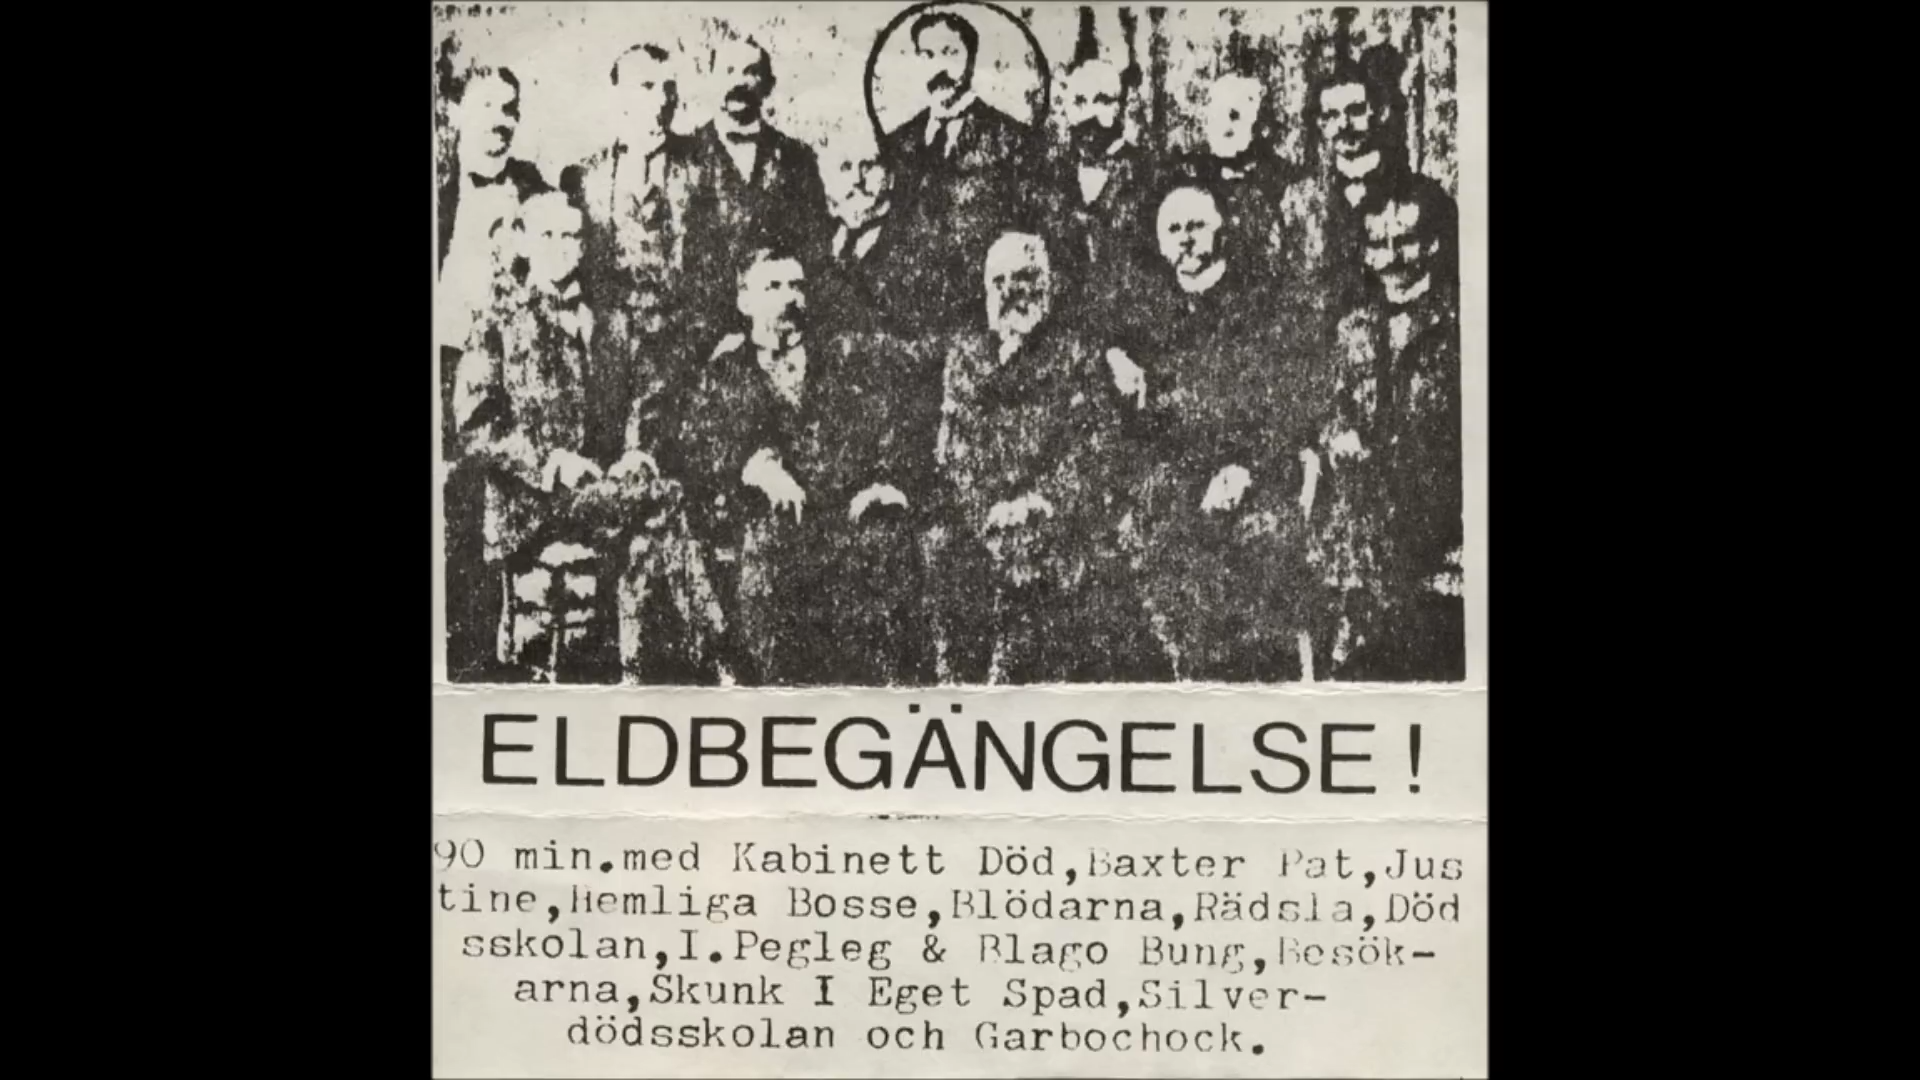 ELDBEGÄNGELSE!
90 min.med Kabinett Död,Baxter Pat,Jus
tine,Hemliga Bosse,Blödarna,Rädsla,Död
sskolan,I.Pegleg & Blago Bung,Besök-
arna,Skunk I Eget Spad,Silver-
dödsskolan och Garbochock.